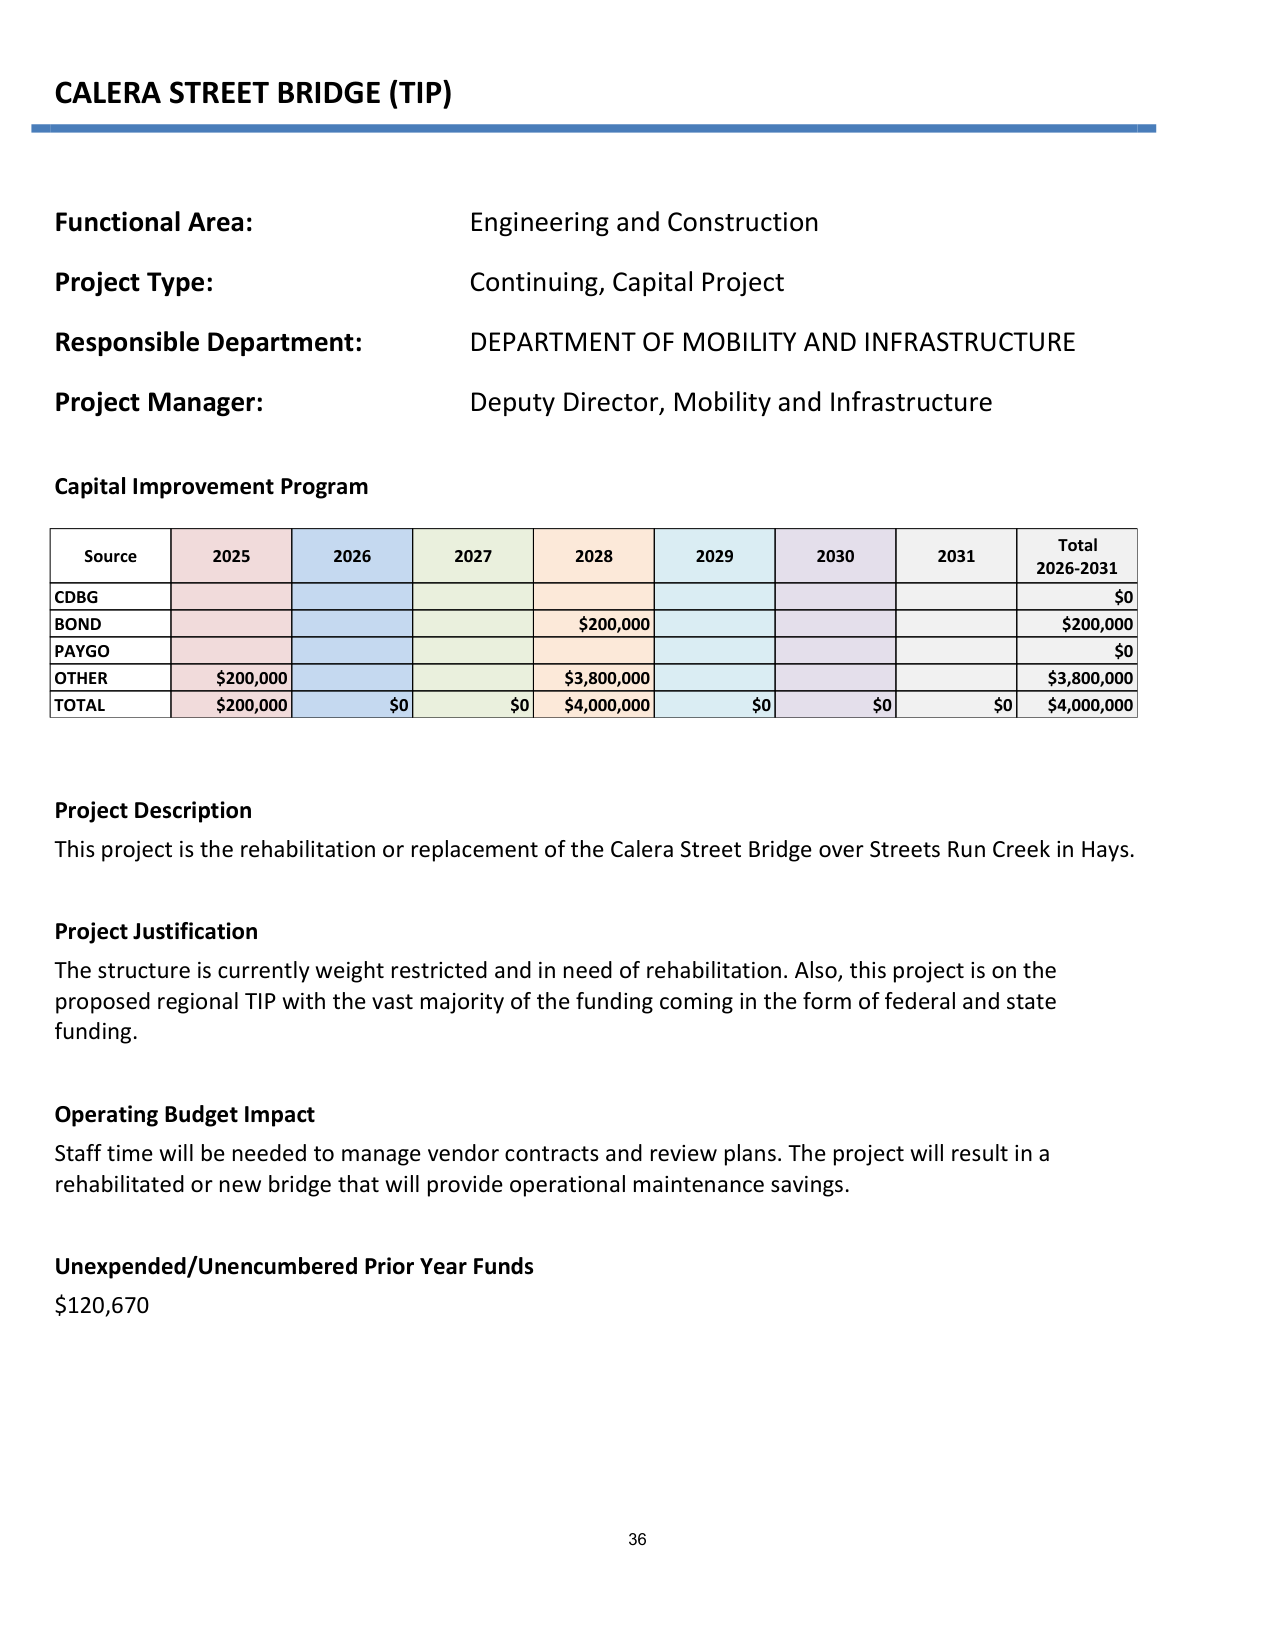 CALERA STREET BRIDGE (TIP)
Functional Area: Engineering and Construction
Project Type: Continuing, Capital Project
Responsible Department: DEPARTMENT OF MOBILITY AND INFRASTRUCTURE
Project Manager: Deputy Director, Mobility and Infrastructure
Capital Improvement Program
Source 2025 2026 2027 2028 2029 2030 2031 Total 2026-2031
CDBG $0
BOND $200,000 $200,000
PAYGO $0
OTHER $200,000 $3,800,000 $3,800,000
TOTAL $200,000 $0 $0 $4,000,000 $0 $0 $0 $4,000,000
Project Description
This project is the rehabilitation or replacement of the Calera Street Bridge over Streets Run Creek in Hays.
Project Justification
The structure is currently weight restricted and in need of rehabilitation. Also, this project is on the
proposed regional TIP with the vast majority of the funding coming in the form of federal and state
funding.
Operating Budget Impact
Staff time will be needed to manage vendor contracts and review plans. The project will result in a
rehabilitated or new bridge that will provide operational maintenance savings.
Unexpended/Unencumbered Prior Year Funds
$120,670
36